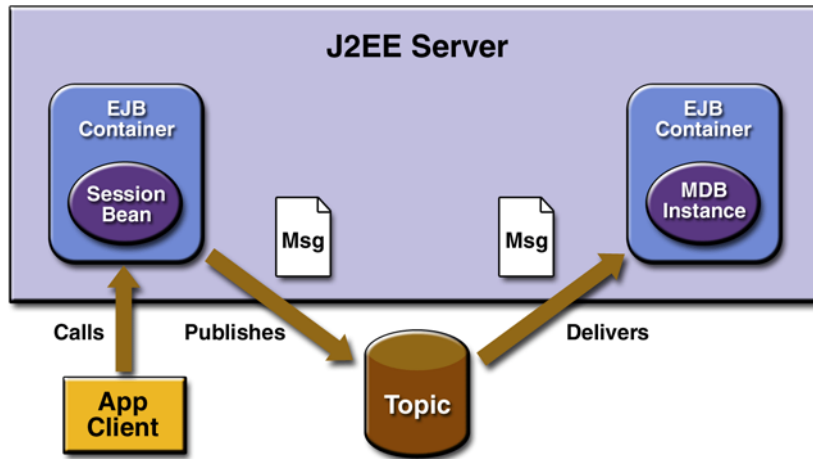 J2EE Server
EJB
Container
Session
Bean
EJB
Container
MDB
Instance
Msg
Msg
Calls
Publishes
Delivers
App
Client
Topic